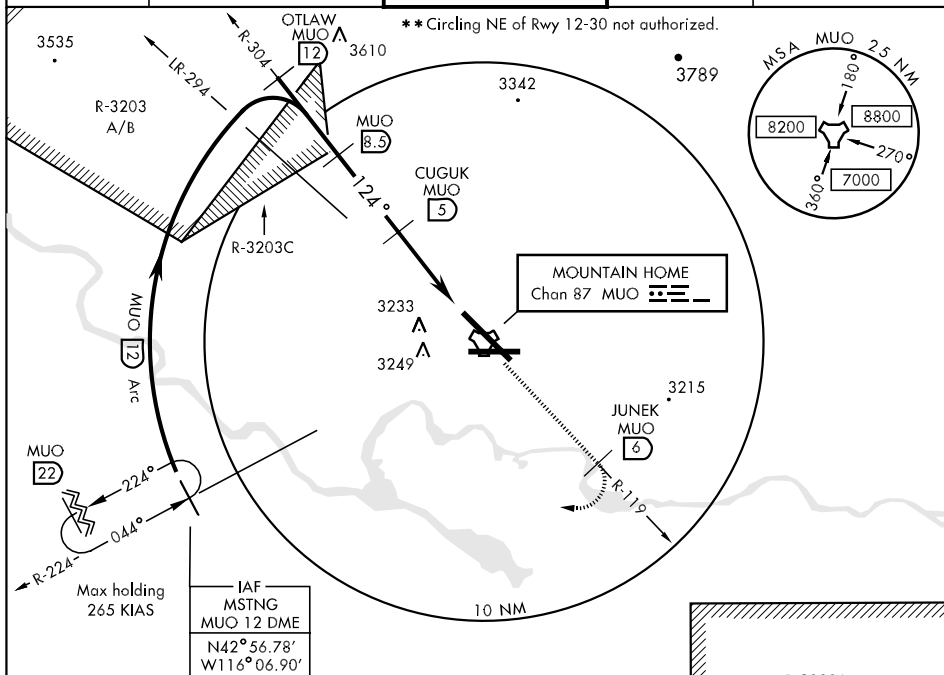 ** Circling NE of Rwy 12-30 not authorized.
3535
R-304
OTLAW
MUO
12
3610
LR-294
R-3203
A/B
3342
3789
MSA MUO 25 NM
180°
8200
8800
270°
360°
7000
MUO
8.5
124°
CUGUK
MUO
5
R-3203C
MOUNTAIN HOME
Chan 87 MUO
3233
3249
MUO 12 Arc
3215
JUNEK
MUO
6
R-119
MUO
22
224°
044°
R-224
Max holding
265 KIAS
IAF
MSTNG
MUO 12 DME
N42°56.78'
W116°06.90'
10 NM